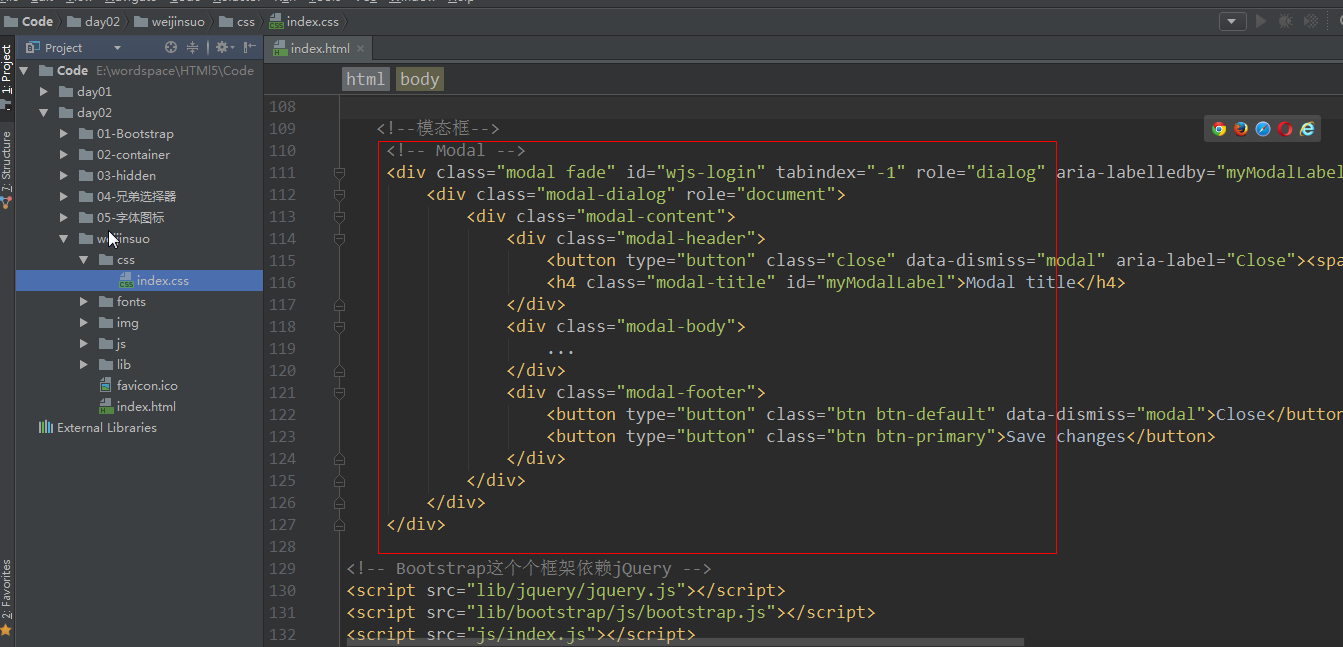 Code day02 weijinsuo css index.css
Project
index.html
1: Project
7: Structure
2: Favorites
Code E:\wordspace\HTMl5\Code
day01
day02
01-Bootstrap
02-container
03-hidden
04-兄弟选择器
05-字体图标
weijinsuo
css
index.css
fonts
img
js
lib
favicon.ico
index.html
External Libraries
html body
108
109 <!--模态框-->
110 <!-- Modal -->
111 <div class="modal fade" id="wjs-login" tabindex="-1" role="dialog" aria-labelledby="myModalLabel
112 <div class="modal-dialog" role="document">
113 <div class="modal-content">
114 <div class="modal-header">
115 <button type="button" class="close" data-dismiss="modal" aria-label="Close"><spa
116 <h4 class="modal-title" id="myModalLabel">Modal title</h4>
117 </div>
118 <div class="modal-body">
119 ...
120 </div>
121 <div class="modal-footer">
122 <button type="button" class="btn btn-default" data-dismiss="modal">Close</button
123 <button type="button" class="btn btn-primary">Save changes</button>
124 </div>
125 </div>
126 </div>
127 </div>
128
129 <!-- Bootstrap这个个框架依赖jQuery -->
130 <script src="lib/jquery/jquery.js"></script>
131 <script src="lib/bootstrap/js/bootstrap.js"></script>
132 <script src="js/index.js"></script>